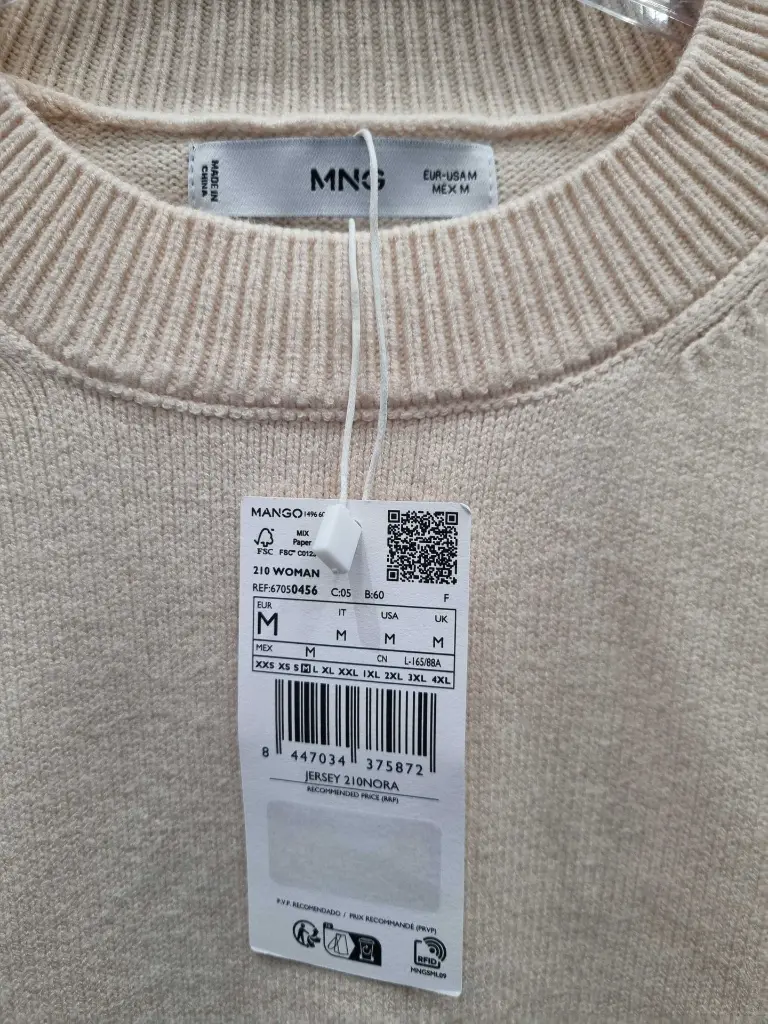 MADE IN
CHINA
MNG
EUR-USA M
MEX M
MANGO
MIX
Paper
FSC FSC™
210 WOMAN
REF:67050456 C:05 B:60 F
EUR IT USA UK
M M M M
MEX M CN L-165/88A
XXS XS S M L XL XXL 1XL 2XL 3XL 4XL
8 447034 375872
JERSEY 210NORA
RECOMMENDED PRICE (RRP)
P.V.P. RECOMENDADO / PRIX RECOMMANDÉ (PRVP)
RFID
MNGSML09